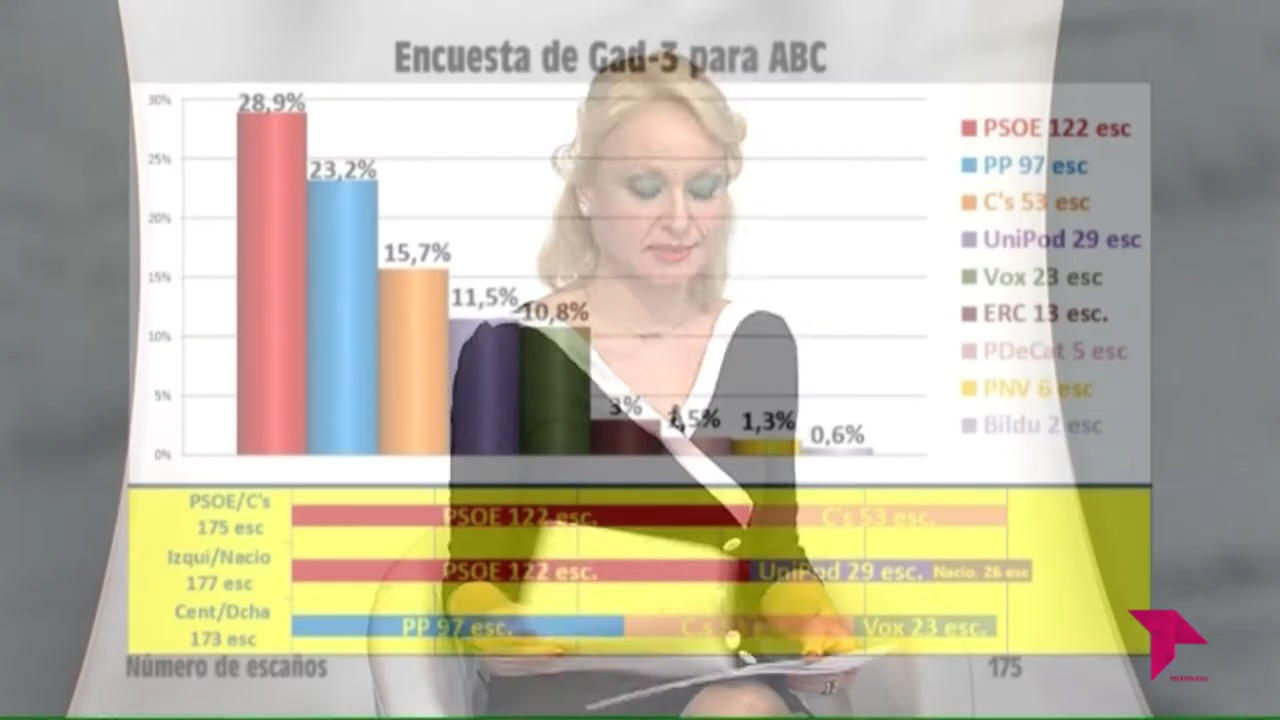 Encuesta de Gad-3 para ABC
30%
25%
20%
15%
10%
5%
0%
28,9%
23,2%
15,7%
11,5%
10,8%
3%
1,3%
0,6%
PSOE 122 esc
PP 97 esc
C's 53 esc
UniPod 29 esc
Vox 23 esc
ERC 13 esc.
PDeCat 5 esc
PNV 6 esc
Bildu 2 esc
PSOE/C's
175 esc
PSOE 122 esc.
C's 53 esc.
Izqui/Nacio
177 esc
PSOE 122 esc.
UniPod 29 esc.
Nacio. 26 esc
Cent/Dcha
173 esc
PP 97 esc.
Vox 23 esc.
Número de escaños
175